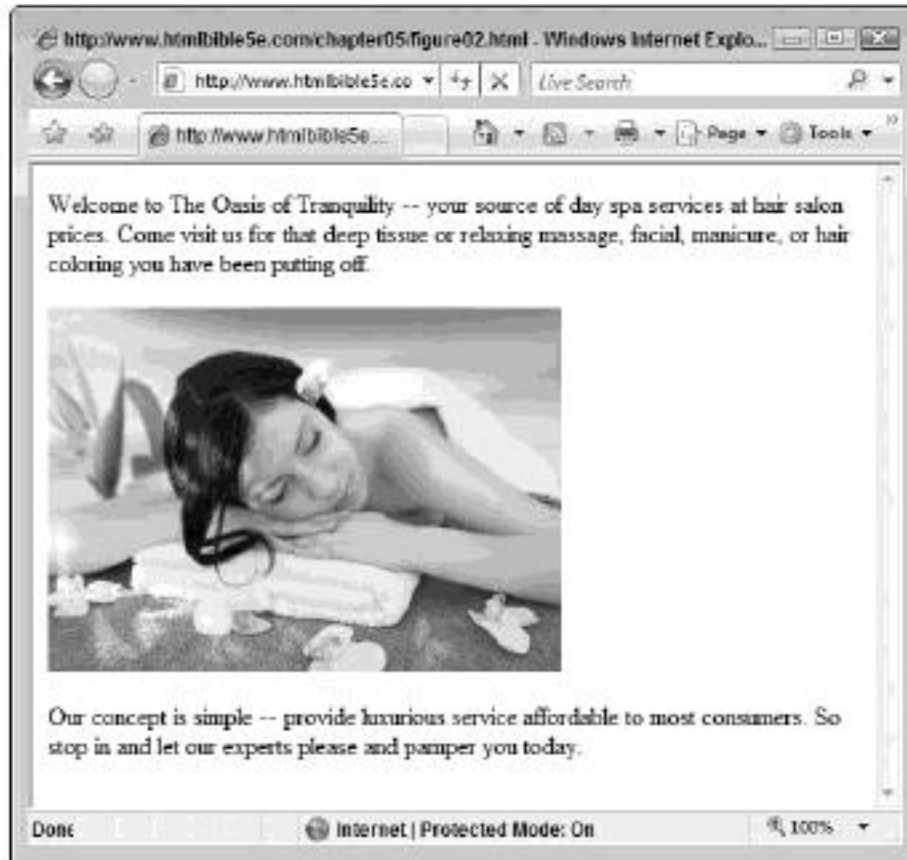 http://www.htmlbible5e.com/chapter05/figure02.html - Windows Internet Explo...
http://www.htmlbible5e.co
Live Search
http://www.htmlbible5e...
Page
Tools
Welcome to The Oasis of Tranquility -- your source of day spa services at hair salon
prices. Come visit us for that deep tissue or relaxing massage, facial, manicure, or hair
coloring you have been putting off.
Our concept is simple -- provide luxurious service affordable to most consumers. So
stop in and let our experts please and pamper you today.
Done
Internet | Protected Mode: On
100%